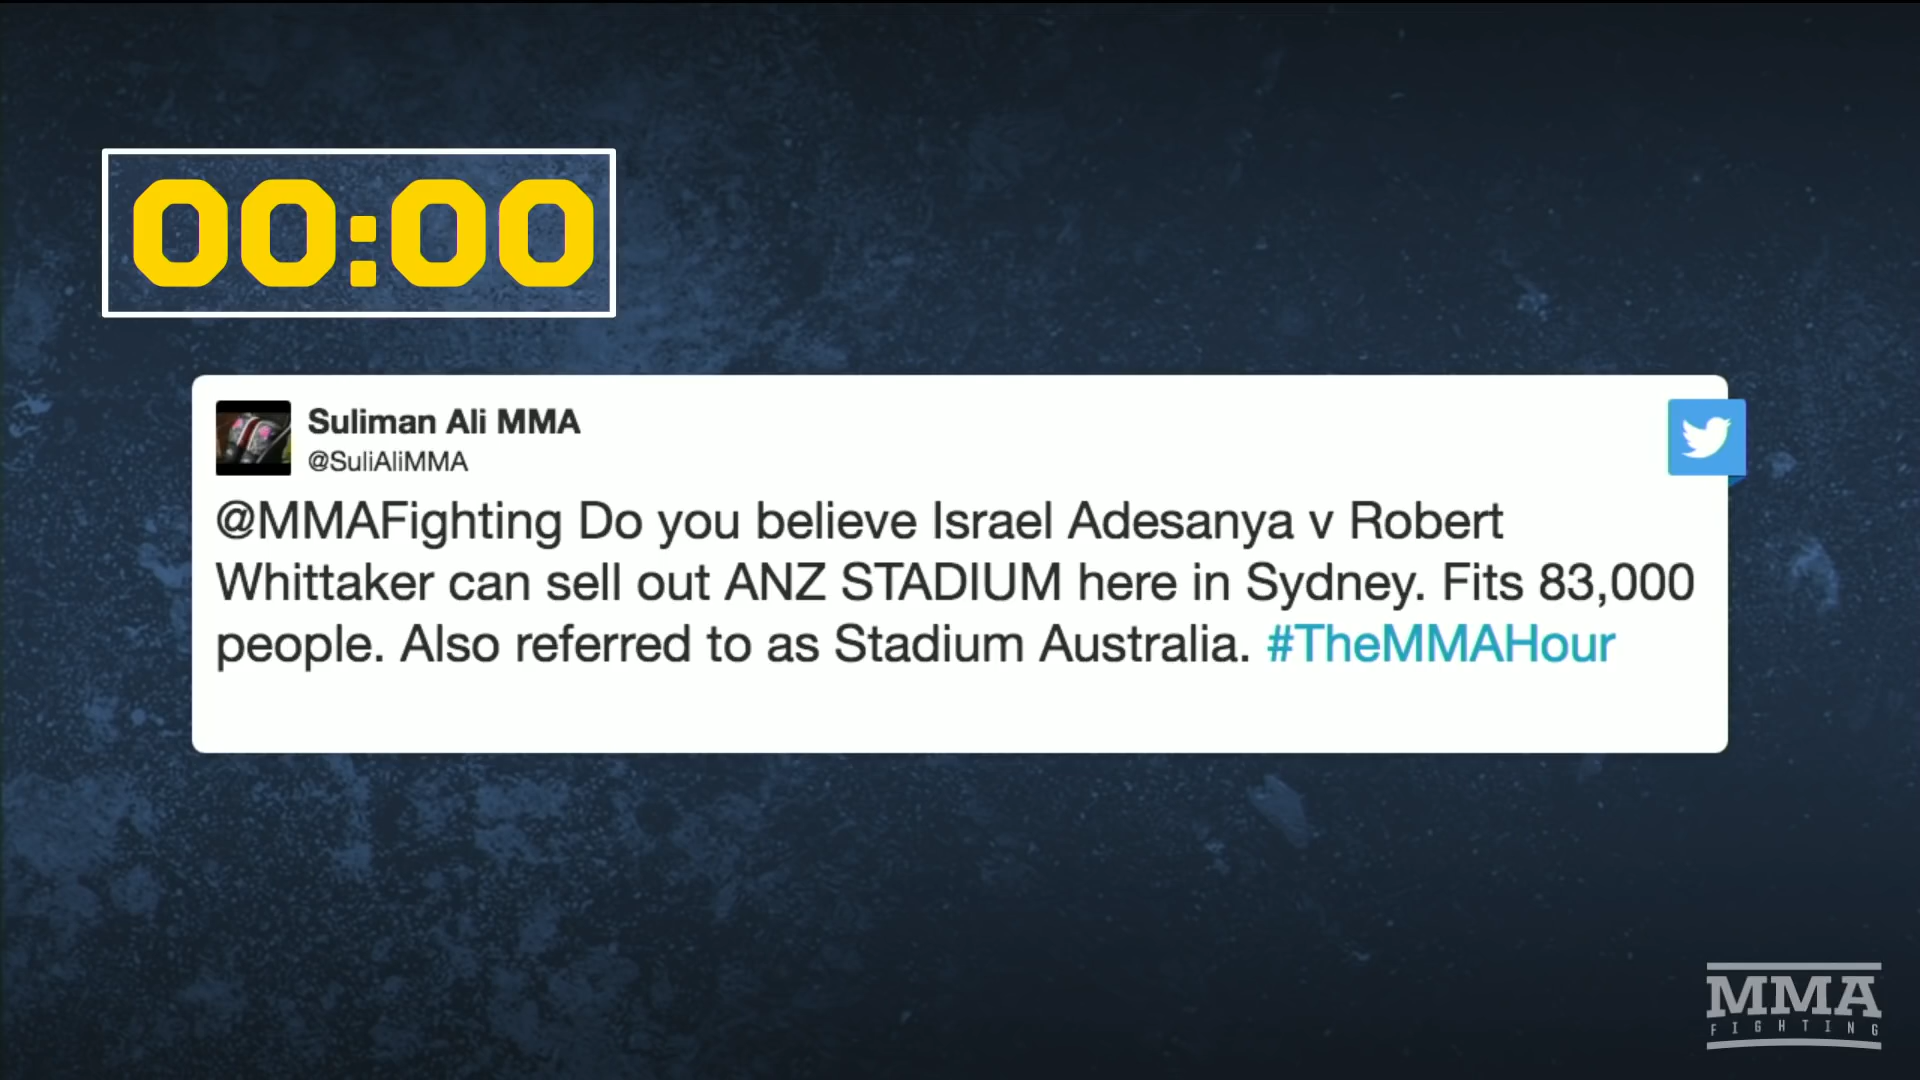 00:00
Suliman Ali MMA
@SuliAliMMA
@MMAFighting Do you believe Israel Adesanya v Robert
Whittaker can sell out ANZ STADIUM here in Sydney. Fits 83,000
people. Also referred to as Stadium Australia. #TheMMAHour
MMA
FIGHTING